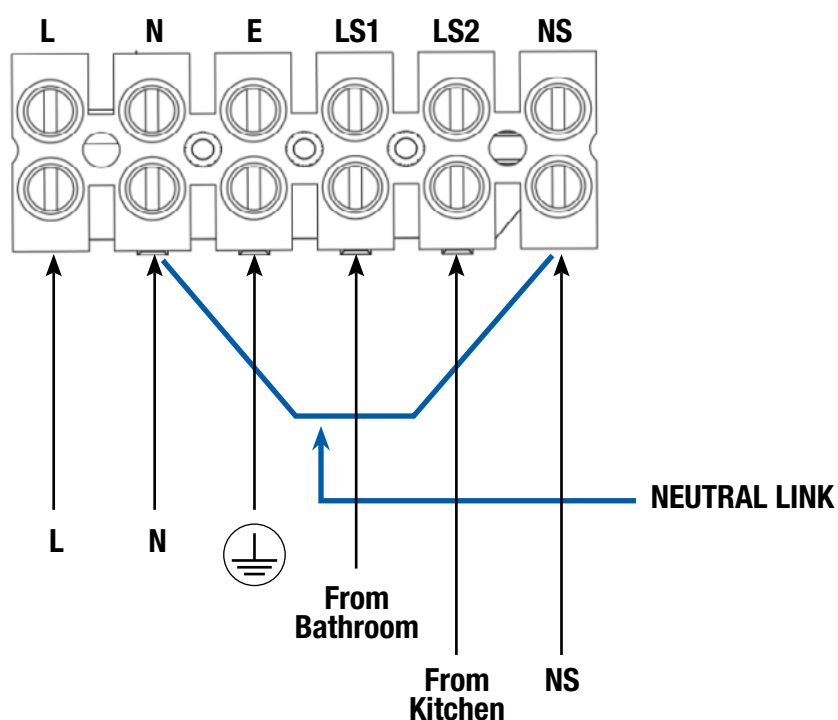 L N E LS1 LS2 NS
NEUTRAL LINK
L N
From
Bathroom
From
Kitchen
NS